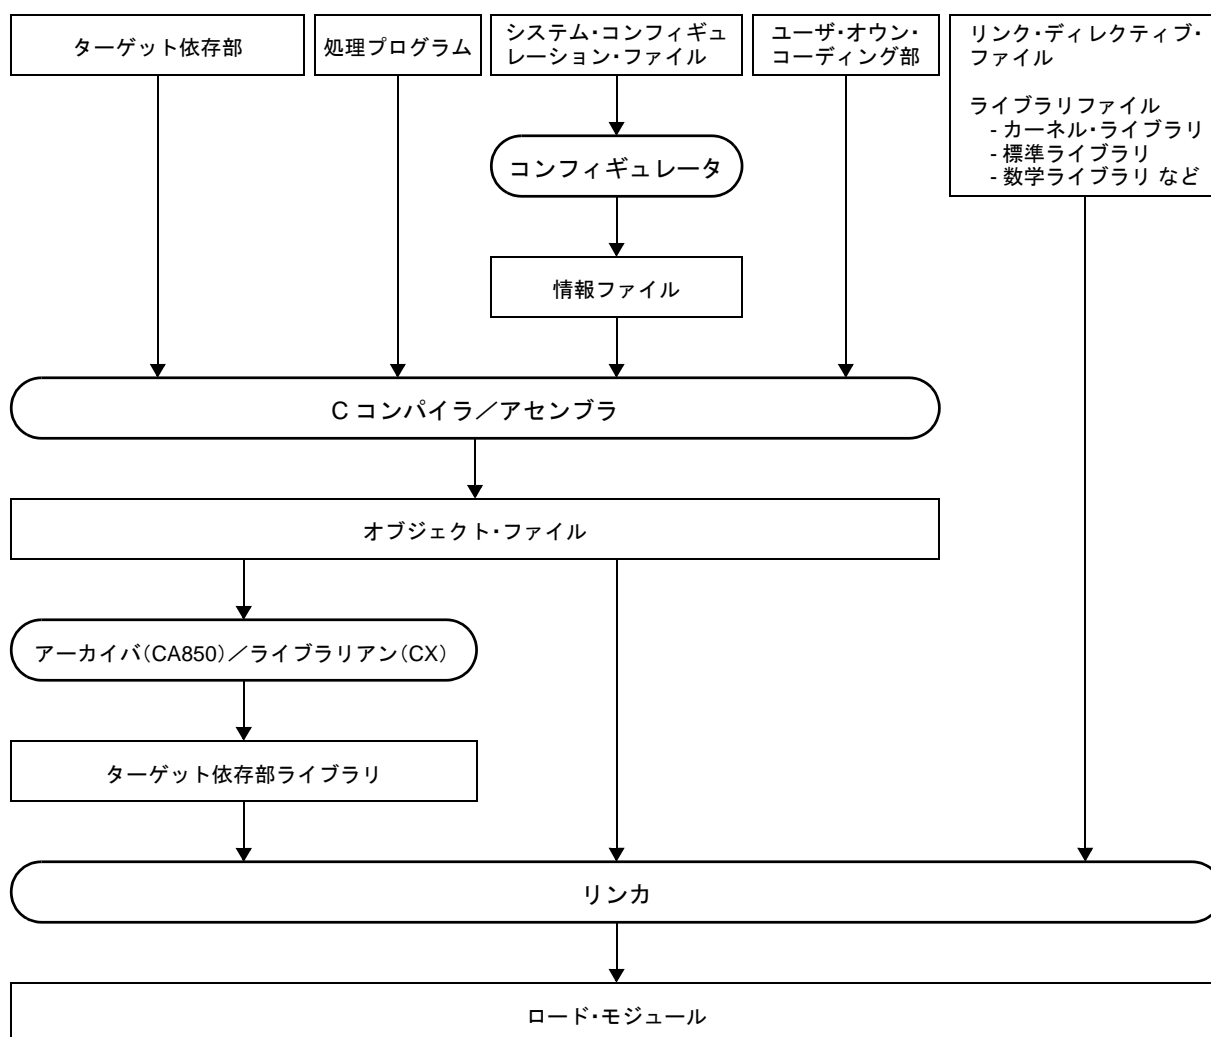 ターゲット依存部
処理プログラム
システム・コンフィギュ
レーション・ファイル
ユーザ・オウン・
コーディング部
リンク・ディレクティブ・
ファイル
ライブラリファイル
- カーネル・ライブラリ
- 標準ライブラリ
- 数学ライブラリ など
コンフィギュレータ
情報ファイル
C コンパイラ／アセンブラ
オブジェクト・ファイル
アーカイバ（CA850）／ライブラリアン（CX）
ターゲット依存部ライブラリ
リンカ
ロード・モジュール